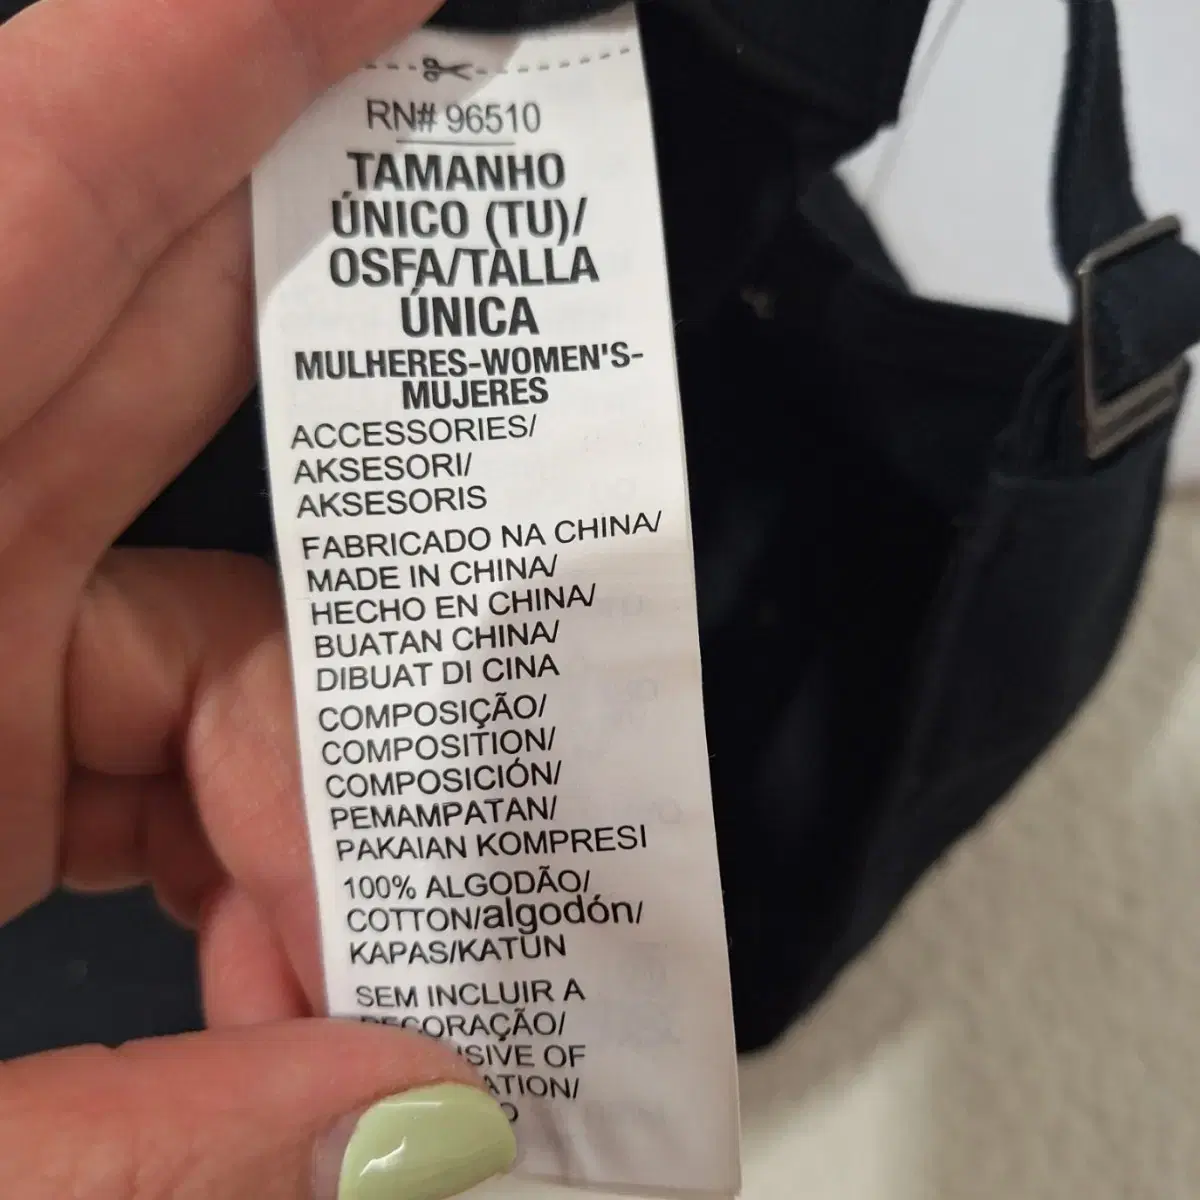 RN# 96510
TAMANHO
ÚNICO (TU)/
OSFA/TALLA
ÚNICA
MULHERES-WOMEN'S-
MUJERES
ACCESSORIES/
AKSESORI/
AKSESORIS
FABRICADO NA CHINA/
MADE IN CHINA/
HECHO EN CHINA/
BUATAN CHINA/
DIBUAT DI CINA
COMPOSIÇÃO/
COMPOSITION/
COMPOSICIÓN/
PEMAMPATAN/
PAKAIAN KOMPRESI
100% ALGODÃO/
COTTON/algodón/
KAPAS/KATUN
SEM INCLUIR A
DECORAÇÃO/
OF